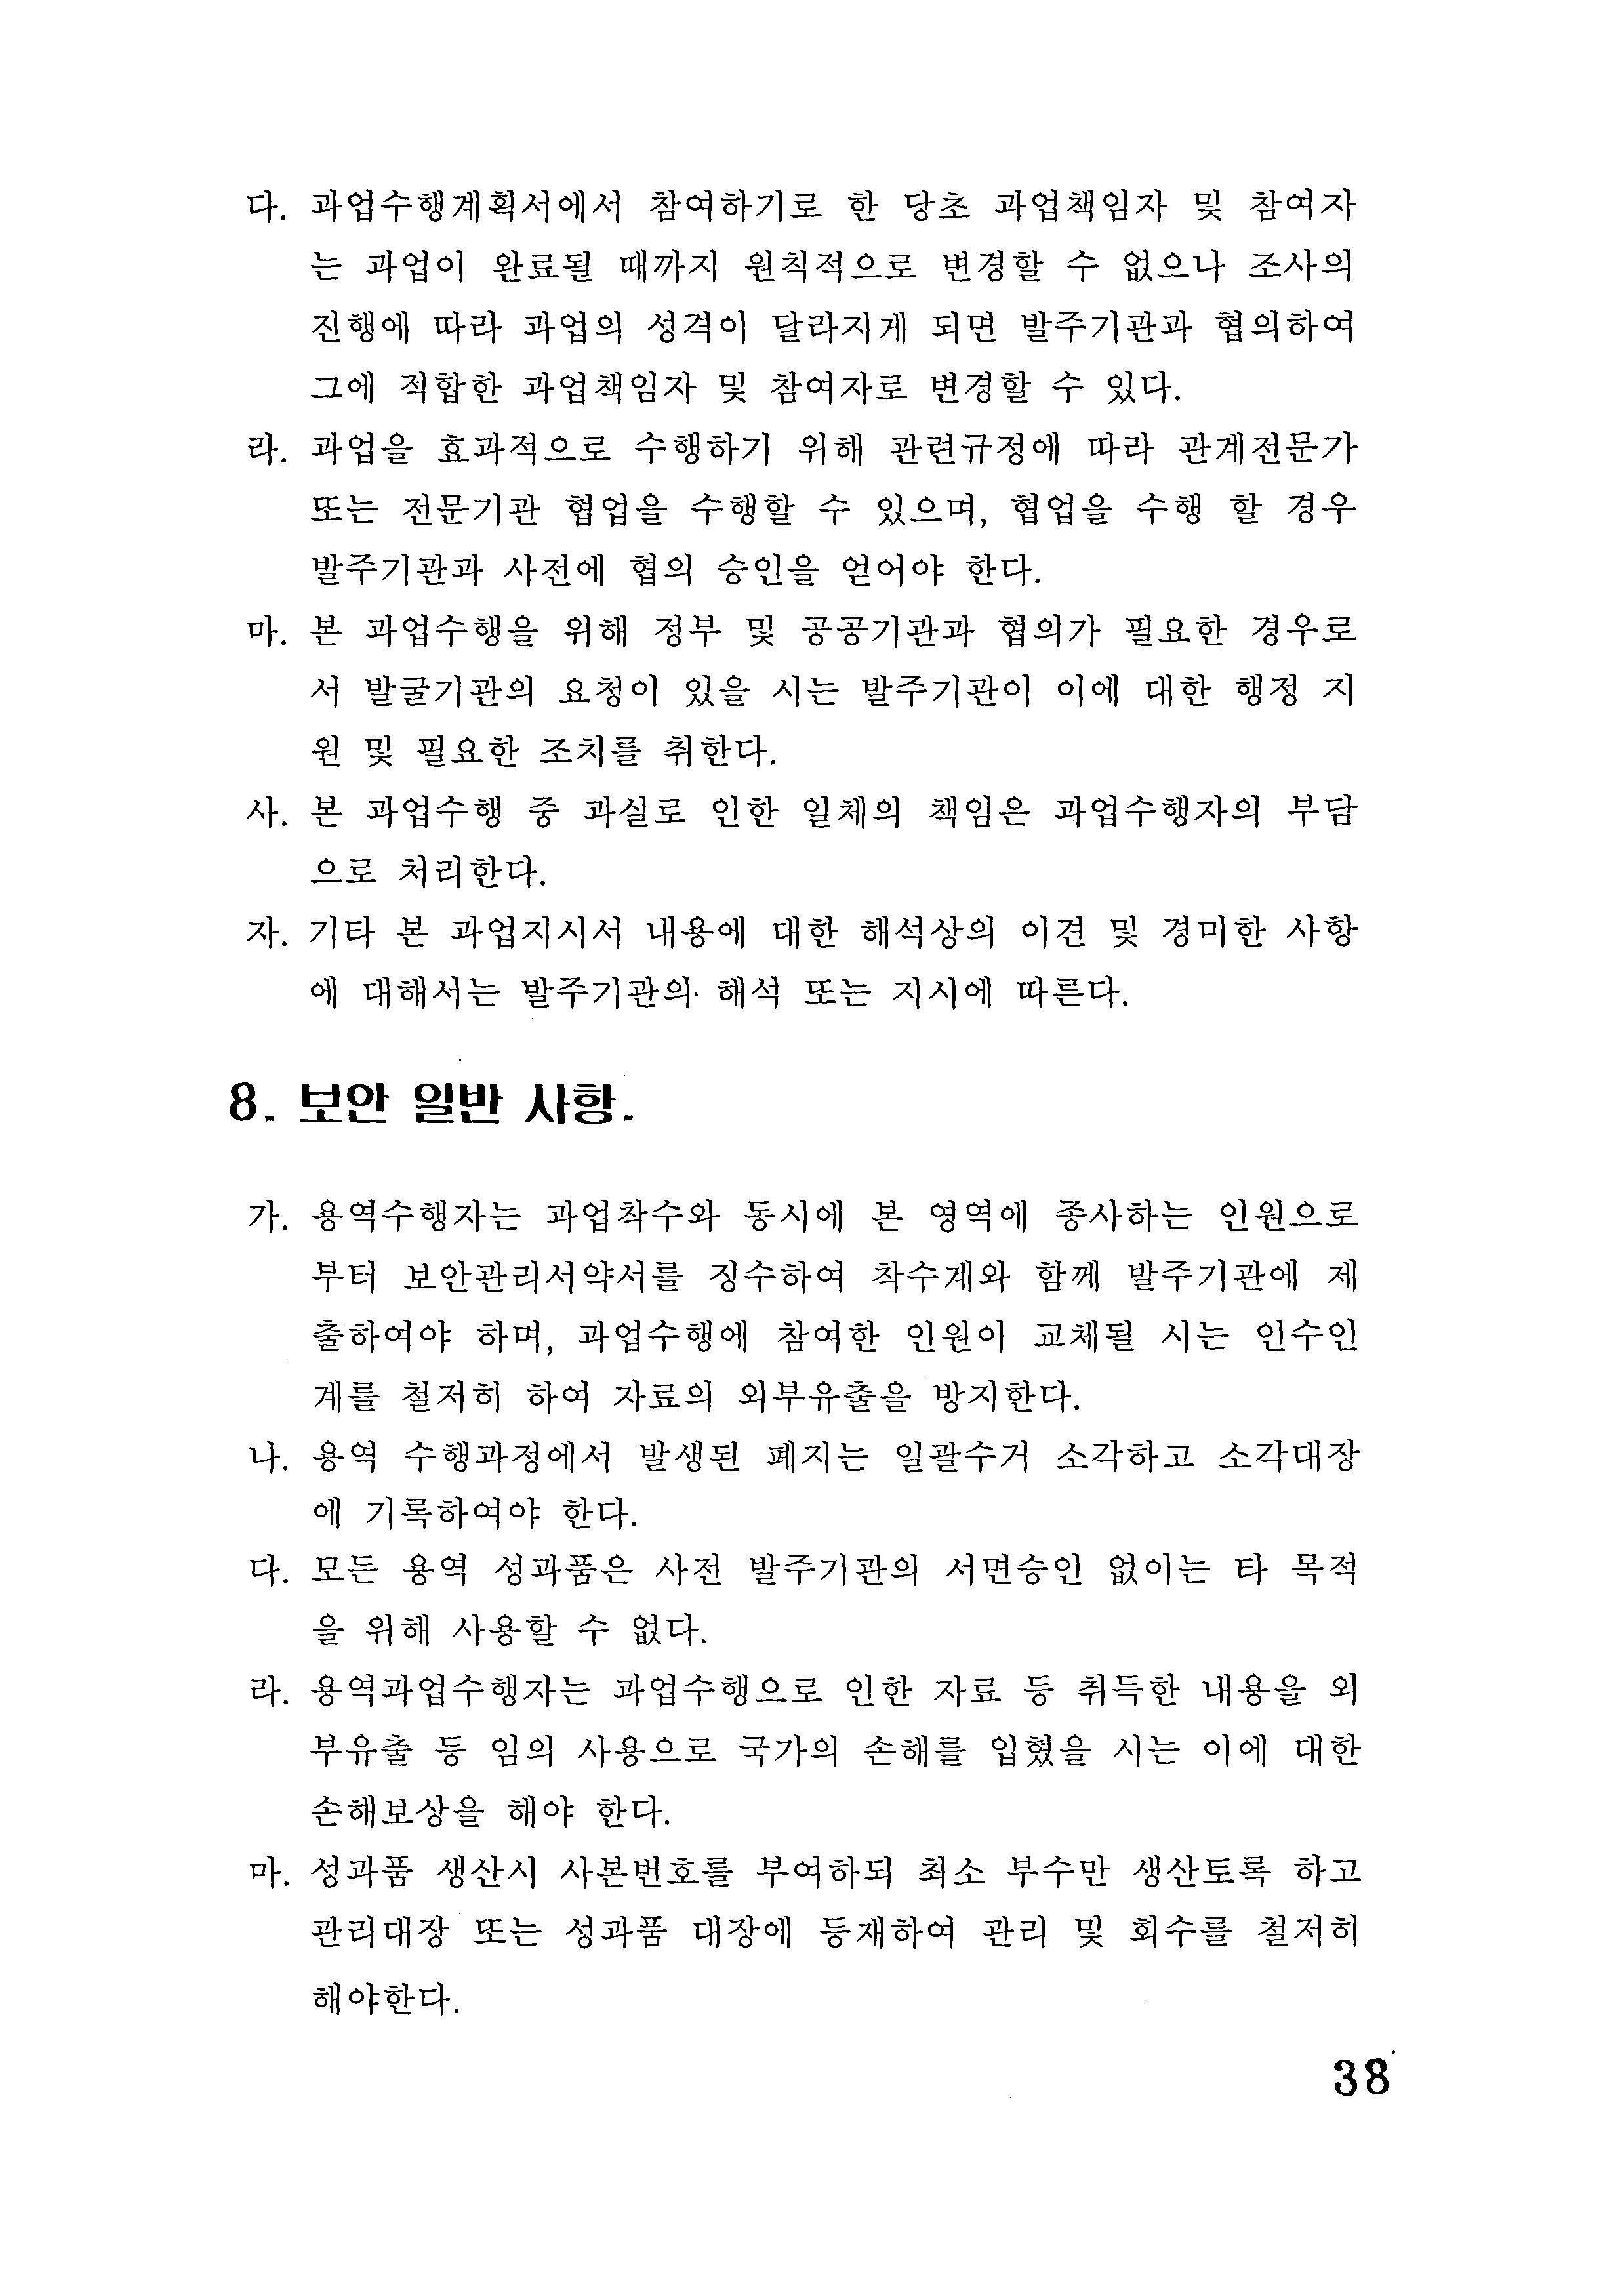 다. 과업수행계획서에서 참여하기로 한 당초 과업책임자 및 참여자
는 과업이 완료될 때까지 원칙적으로 변경할 수 없으나 조사의
진행에 따라 과업의 성격이 달라지게 되면 발주기관과 협의하여
그에 적합한 과업책임자 및 참여자로 변경할 수 있다.
라. 과업을 효과적으로 수행하기 위해 관련규정에 따라 관계전문가
또는 전문기관 협업을 수행할 수 있으며, 협업을 수행 할 경우
발주기관과 사전에 협의 승인을 얻어야 한다.
마. 본 과업수행을 위해 정부 및 공공기관과 협의가 필요한 경우로
서 발굴기관의 요청이 있을 시는 발주기관이 이에 대한 행정 지
원 및 필요한 조치를 취한다.
사. 본 과업수행 중 과실로 인한 일체의 책임은 과업수행자의 부담
으로 처리한다.
자. 기타 본 과업지시서 내용에 대한 해석상의 이견 및 경미한 사항
에 대해서는 발주기관의 해석 또는 지시에 따른다.
8. 보안 일반 사항.
가. 용역수행자는 과업착수와 동시에 본 영역에 종사하는 인원으로
부터 보안관리서약서를 징수하여 착수계와 함께 발주기관에 제
출하여야 하며, 과업수행에 참여한 인원이 교체될 시는 인수인
계를 철저히 하여 자료의 외부유출을 방지한다.
나. 용역 수행과정에서 발생된 폐지는 일괄수거 소각하고 소각대장
에 기록하여야 한다.
다. 모든 용역 성과품은 사전 발주기관의 서면승인 없이는 타 목적
을 위해 사용할 수 없다.
라. 용역과업수행자는 과업수행으로 인한 자료 등 취득한 내용을 외
부유출 등 임의 사용으로 국가의 손해를 입혔을 시는 이에 대한
손해보상을 해야 한다.
마. 성과품 생산시 사본번호를 부여하되 최소 부수만 생산토록 하고
관리대장 또는 성과품 대장에 등재하여 관리 및 회수를 철저히
해야한다.
38